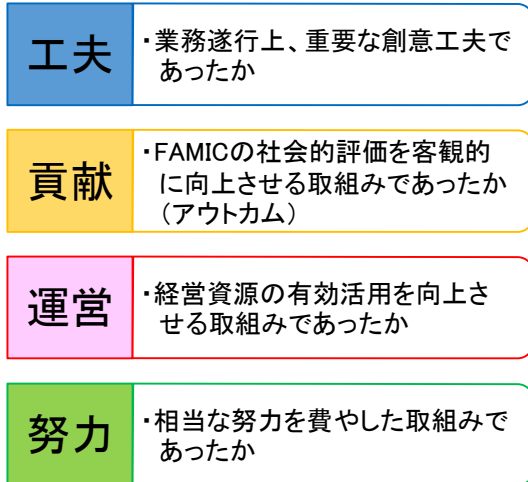 工夫
・業務遂行上、重要な創意工夫で
あったか
貢献
・FAMICの社会的評価を客観的
に向上させる取組みであったか
（アウトカム）
運営
・経営資源の有効活用を向上さ
せる取組みであったか
努力
・相当な努力を費やした取組みで
あったか